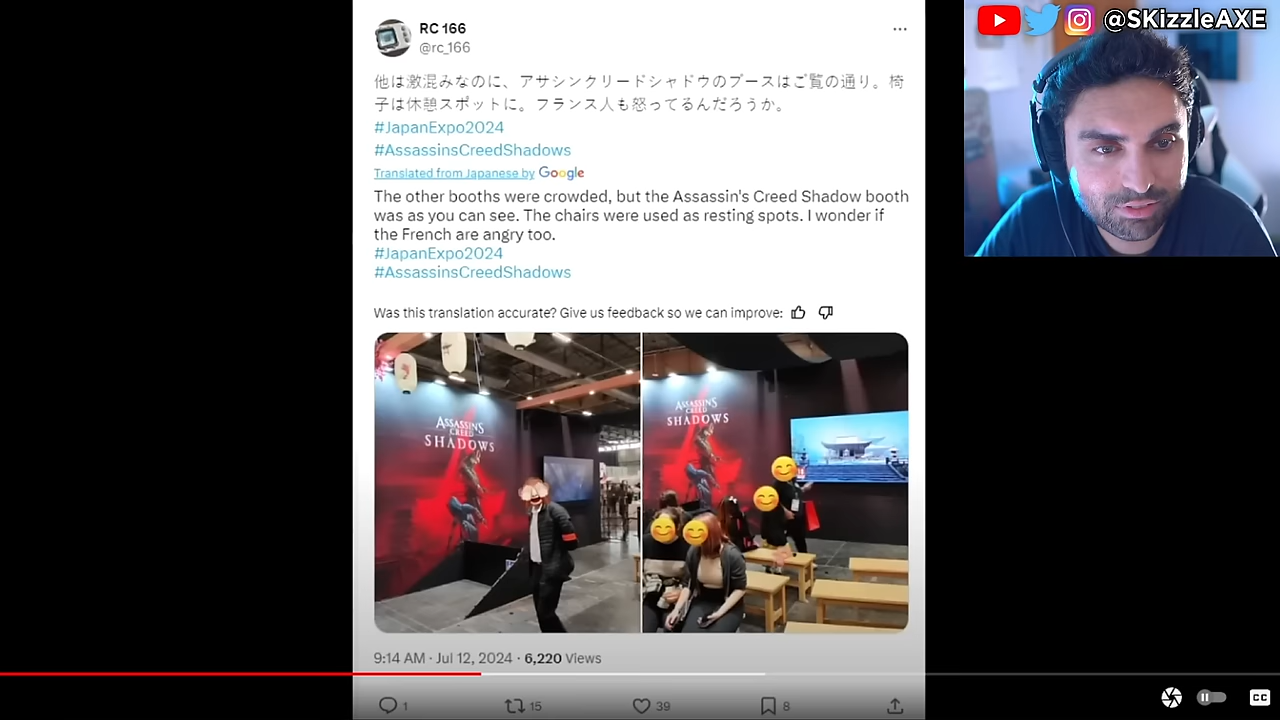 @SKizzleAXE
RC 166
@rc_166
他は激混みなのに、アサシンクリードシャドウのブースはご覧の通り。椅
子は休憩スポットに。フランス人も怒ってるんだろうか。
#JapanExpo2024
#AssassinsCreedShadows
Translated from Japanese by Google
The other booths were crowded, but the Assassin's Creed Shadow booth
was as you can see. The chairs were used as resting spots. I wonder if
the French are angry too.
#JapanExpo2024
#AssassinsCreedShadows
Was this translation accurate? Give us feedback so we can improve:
ASSASSIN'S
CREED
SHADOWS
ASSASSIN'S
CREED
SHADOWS
9:14 AM · Jul 12, 2024 · 6,220 Views
1
15
39
8
CC